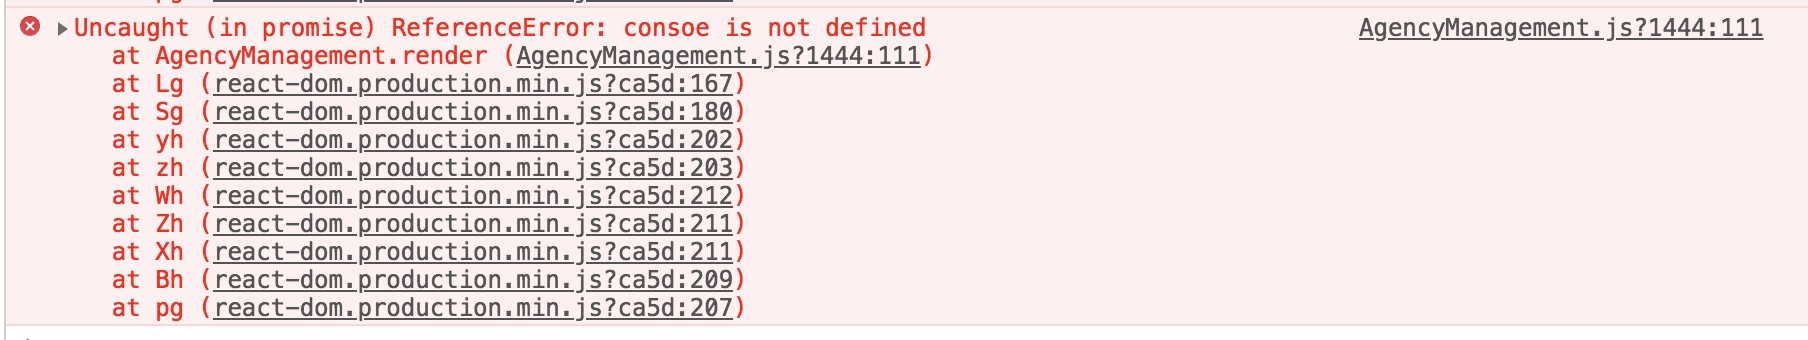 Uncaught (in promise) ReferenceError: consoe is not defined AgencyManagement.js?1444:111
at AgencyManagement.render (AgencyManagement.js?1444:111)
at Lg (react-dom.production.min.js?ca5d:167)
at Sg (react-dom.production.min.js?ca5d:180)
at yh (react-dom.production.min.js?ca5d:202)
at zh (react-dom.production.min.js?ca5d:203)
at Wh (react-dom.production.min.js?ca5d:212)
at Zh (react-dom.production.min.js?ca5d:211)
at Xh (react-dom.production.min.js?ca5d:211)
at Bh (react-dom.production.min.js?ca5d:209)
at pg (react-dom.production.min.js?ca5d:207)